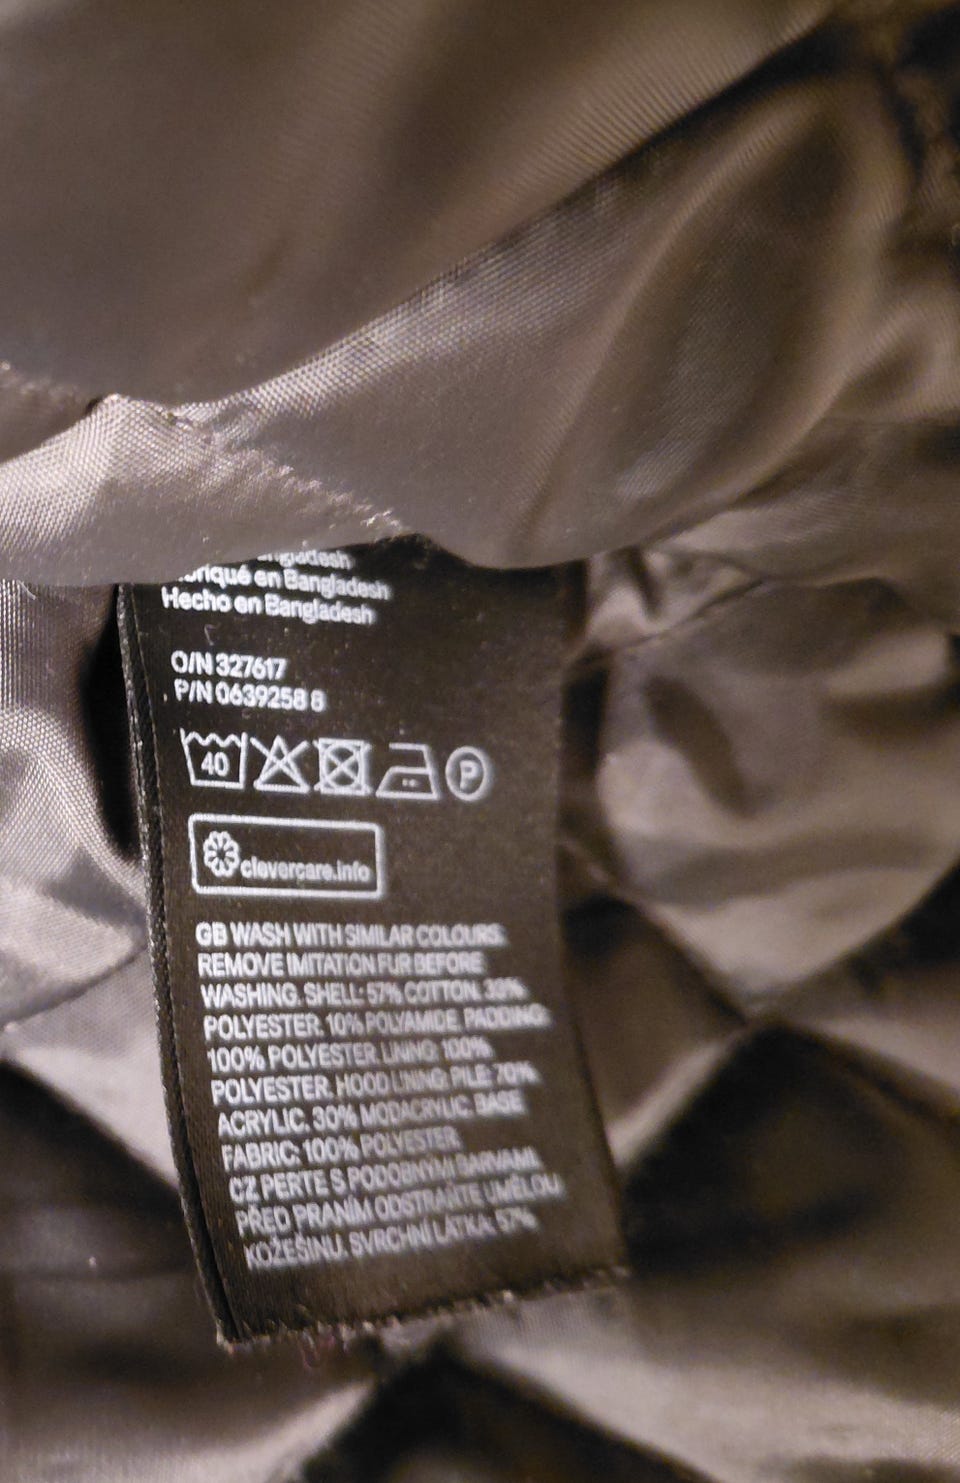 en Bangladesh
Hecho en Bangladesh
O/N 327617
P/N 0639258 8
40
P
clevercare.info
GB WASH WITH SIMILAR COLOURS.
REMOVE IMITATION FUR BEFORE
WASHING. SHELL: 57% COTTON. 33%
POLYESTER. 10% POLYAMIDE. PADDING:
100% POLYESTER. LINING: 100%
POLYESTER. HOOD LINING: PILE: 70%
ACRYLIC. 30% MODACRYLIC. BASE
FABRIC: 100% POLYESTER
CZ PERTE S PODOBNÝMI BARVAMI.
PŘED PRANÍM ODSTRAŇTE UMĚLOU
KOŽEŠINU. SVRCHNÍ LÁTKA: 57%